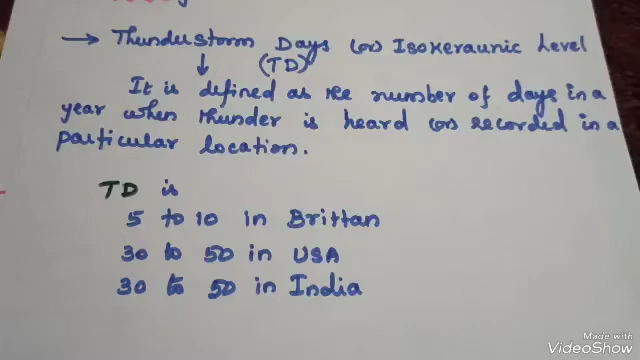 → Thunderstorm Days (or) Isokeraunic Level
↓ (TD)
It is defined as the number of days in a
year when thunder is heard (or) recorded in a
particular location.
TD is
5 to 10 in Brittan
30 to 50 in USA
30 to 50 in India
Made with
VideoShow